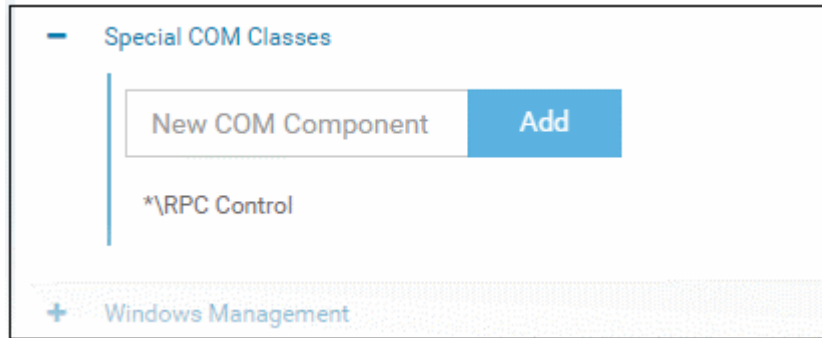 Special COM Classes
New COM Component Add
*\RPC Control
Windows Management